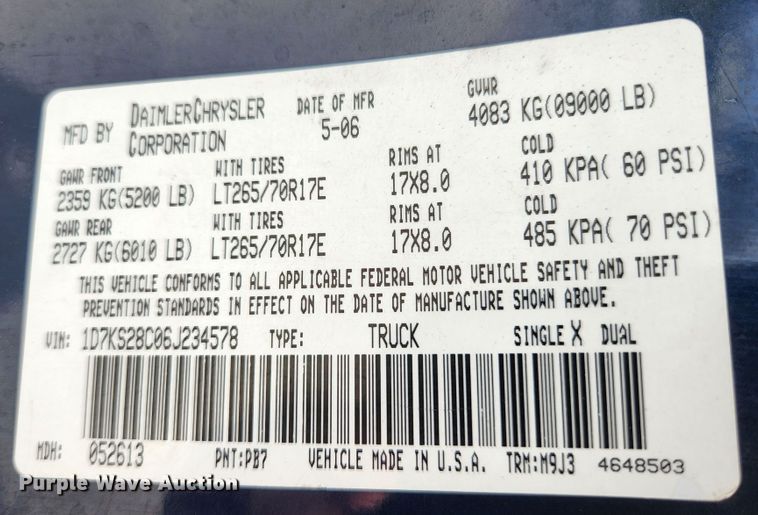 MFD BY DAIMLERCHRYSLER CORPORATION DATE OF MFR 5-06 GVWR 4083 KG(09000 LB)
GAWR FRONT WITH TIRES RIMS AT COLD
2359 KG(5200 LB) LT265/70R17E 17X8.0 410 KPA( 60 PSI)
GAWR REAR WITH TIRES RIMS AT COLD
2727 KG(6010 LB) LT265/70R17E 17X8.0 485 KPA( 70 PSI)
THIS VEHICLE CONFORMS TO ALL APPLICABLE FEDERAL MOTOR VEHICLE SAFETY AND THEFT
PREVENTION STANDARDS IN EFFECT ON THE DATE OF MANUFACTURE SHOWN ABOVE.
VIN: 1D7KS28C06J234578 TYPE: TRUCK SINGLE X DUAL
MDH: 052613 PNT:PB7 VEHICLE MADE IN U.S.A. TRM:M9J3 4648503
Purple Wave Auction